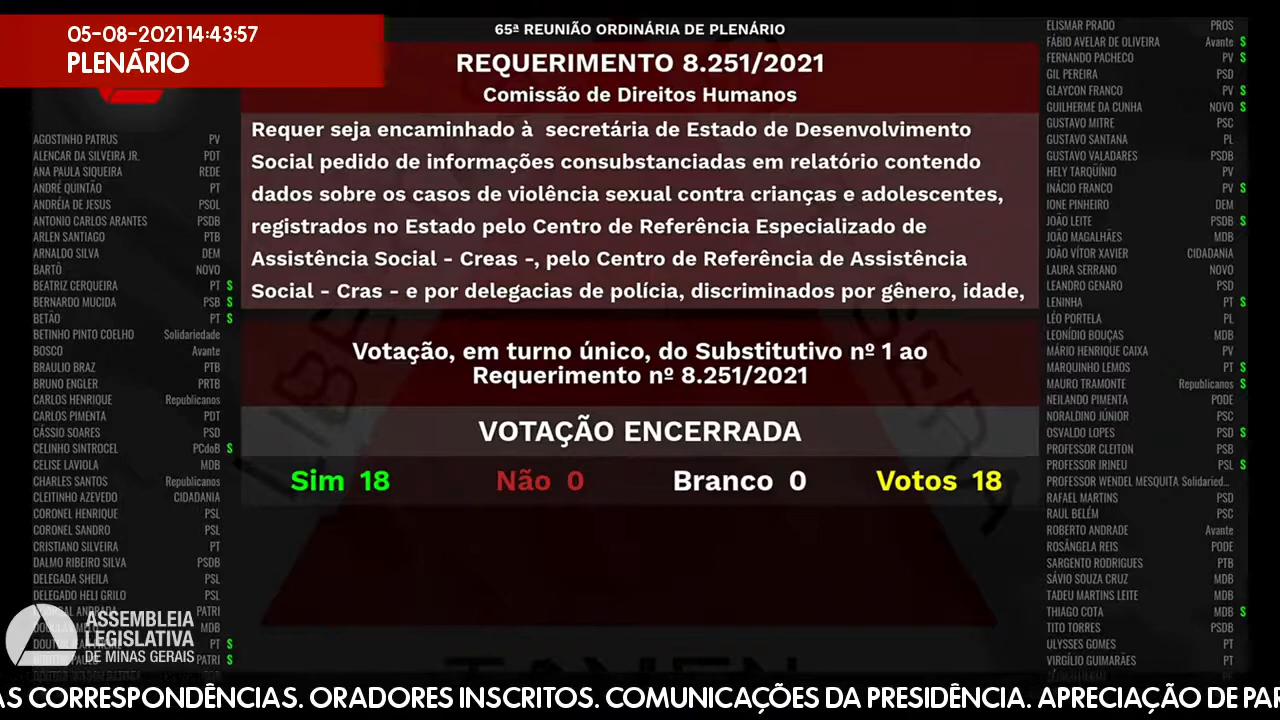 05-08-2021 14:43:57
PLENÁRIO
65ª REUNIÃO ORDINÁRIA DE PLENÁRIO
REQUERIMENTO 8.251/2021
Comissão de Direitos Humanos
Requer seja encaminhado à secretária de Estado de Desenvolvimento
Social pedido de informações consubstanciadas em relatório contendo
dados sobre os casos de violência sexual contra crianças e adolescentes,
registrados no Estado pelo Centro de Referência Especializado de
Assistência Social - Creas -, pelo Centro de Referência de Assistência
Social - Cras - e por delegacias de polícia, discriminados por gênero, idade,
Votação, em turno único, do Substitutivo nº 1 ao
Requerimento nº 8.251/2021
VOTAÇÃO ENCERRADA
Sim 18 Não 0 Branco 0 Votos 18
AGOSTINHO PATRUS PV
ALENCAR DA SILVEIRA JR. PDT
ANA PAULA SIQUEIRA REDE
ANDRÉ QUINTÃO PT
ANDRÉIA DE JESUS PSOL
ANTONIO CARLOS ARANTES PSDB
ARLEN SANTIAGO PTB
ARNALDO SILVA DEM
BARTÔ NOVO
BEATRIZ CERQUEIRA PT S
BERNARDO MUCIDA PSB S
BETÃO PT S
BETINHO PINTO COELHO Solidariedade
BOSCO Avante
BRAULIO BRAZ PTB
BRUNO ENGLER PRTB
CARLOS HENRIQUE Republicanos
CARLOS PIMENTA PDT
CÁSSIO SOARES PSD
CELINHO SINTROCEL PCdoB S
CELISE LAVIOLA MDB
CHARLES SANTOS Republicanos
CLEITINHO AZEVEDO CIDADANIA
CORONEL HENRIQUE PSL
CORONEL SANDRO PSL
CRISTIANO SILVEIRA PT
DALMO RIBEIRO SILVA PSDB
DELEGADA SHEILA PSL
DELEGADO HELI GRILO PSL
ANDRADA PATRI
MDB
PT S
PATRI S
ELISMAR PRADO PROS
FÁBIO AVELAR DE OLIVEIRA Avante S
FERNANDO PACHECO PV S
GIL PEREIRA PSD
GLAYCON FRANCO PV S
GUILHERME DA CUNHA NOVO S
GUSTAVO MITRE PSC
GUSTAVO SANTANA PL
GUSTAVO VALADARES PSDB
HELY TARQUÍNIO PV
INÁCIO FRANCO PV S
IONE PINHEIRO DEM
JOÃO LEITE PSDB S
JOÃO MAGALHÃES MDB
JOÃO VÍTOR XAVIER CIDADANIA
LAURA SERRANO NOVO
LEANDRO GENARO PSD
LENINHA PT S
LÉO PORTELA PL
LEONÍDIO BOUÇAS MDB
MÁRIO HENRIQUE CAIXA PV
MARQUINHO LEMOS PT S
MAURO TRAMONTE Republicanos S
NEILANDO PIMENTA PODE
NORALDINO JÚNIOR PSC
OSVALDO LOPES PSD S
PROFESSOR CLEITON PSB
PROFESSOR IRINEU PSL S
PROFESSOR WENDEL MESQUITA Solidaried...
RAFAEL MARTINS PSD
RAUL BELÉM PSC
ROBERTO ANDRADE Avante
ROSÂNGELA REIS PODE
SARGENTO RODRIGUES PTB
SÁVIO SOUZA CRUZ MDB
TADEU MARTINS LEITE MDB
THIAGO COTA MDB S
TITO TORRES PSDB
ULYSSES GOMES PT
VIRGÍLIO GUIMARÃES PT
ASSEMBLEIA
LEGISLATIVA
DE MINAS GERAIS
AS CORRESPONDÊNCIAS. ORADORES INSCRITOS. COMUNICAÇÕES DA PRESIDÊNCIA. APRECIAÇÃO DE PAR